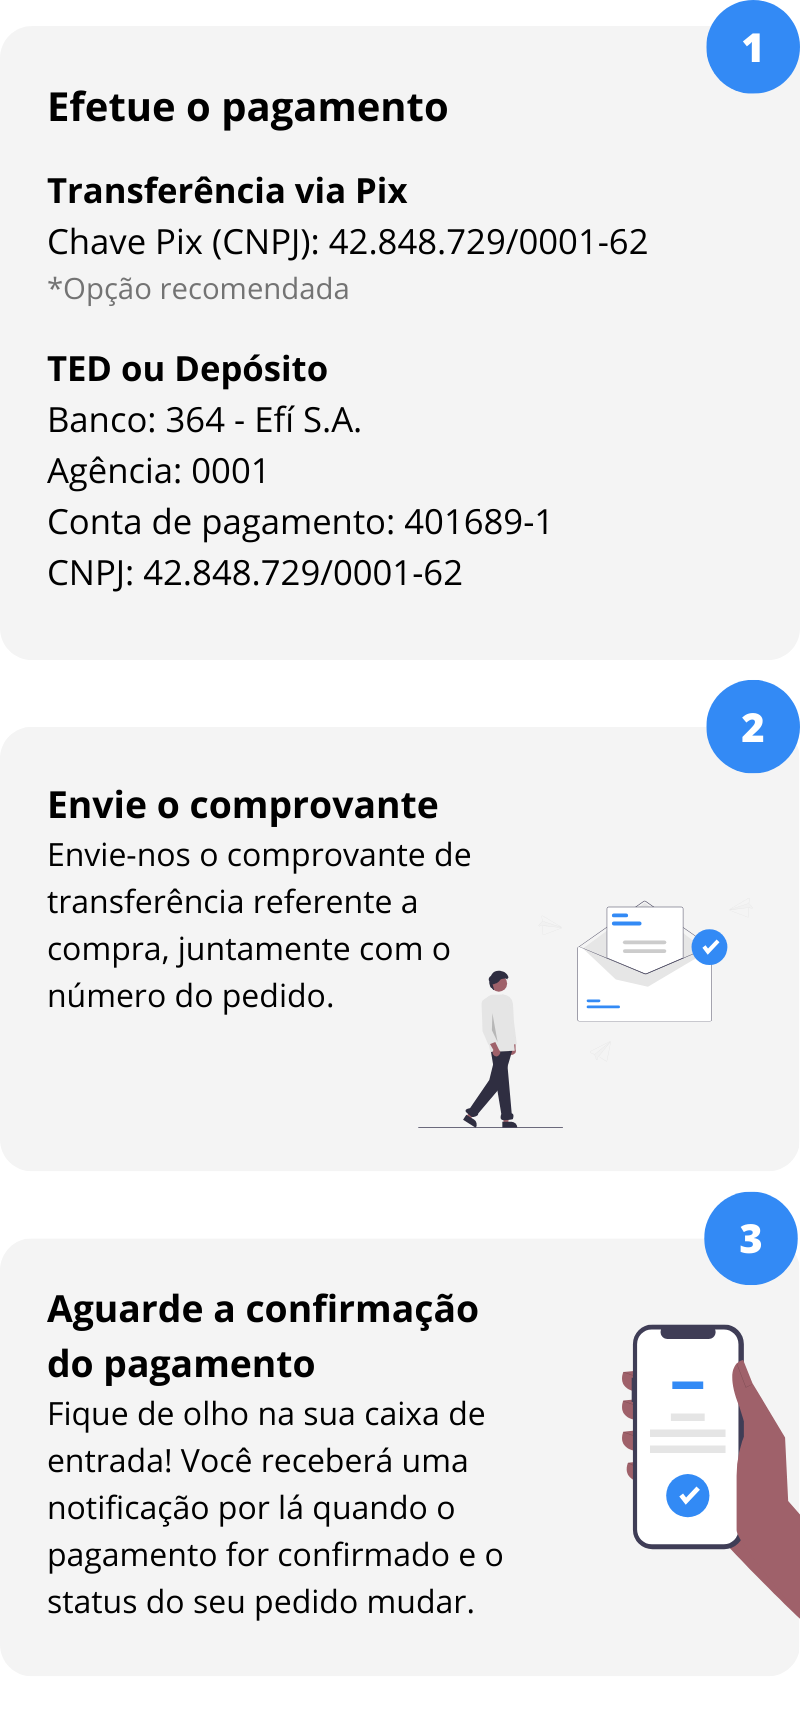 1
Efetue o pagamento
Transferência via Pix
Chave Pix (CNPJ): 42.848.729/0001-62
*Opção recomendada
TED ou Depósito
Banco: 364 - Efí S.A.
Agência: 0001
Conta de pagamento: 401689-1
CNPJ: 42.848.729/0001-62
2
Envie o comprovante
Envie-nos o comprovante de
transferência referente a
compra, juntamente com o
número do pedido.
3
Aguarde a confirmação
do pagamento
Fique de olho na sua caixa de
entrada! Você receberá uma
notificação por lá quando o
pagamento for confirmado e o
status do seu pedido mudar.